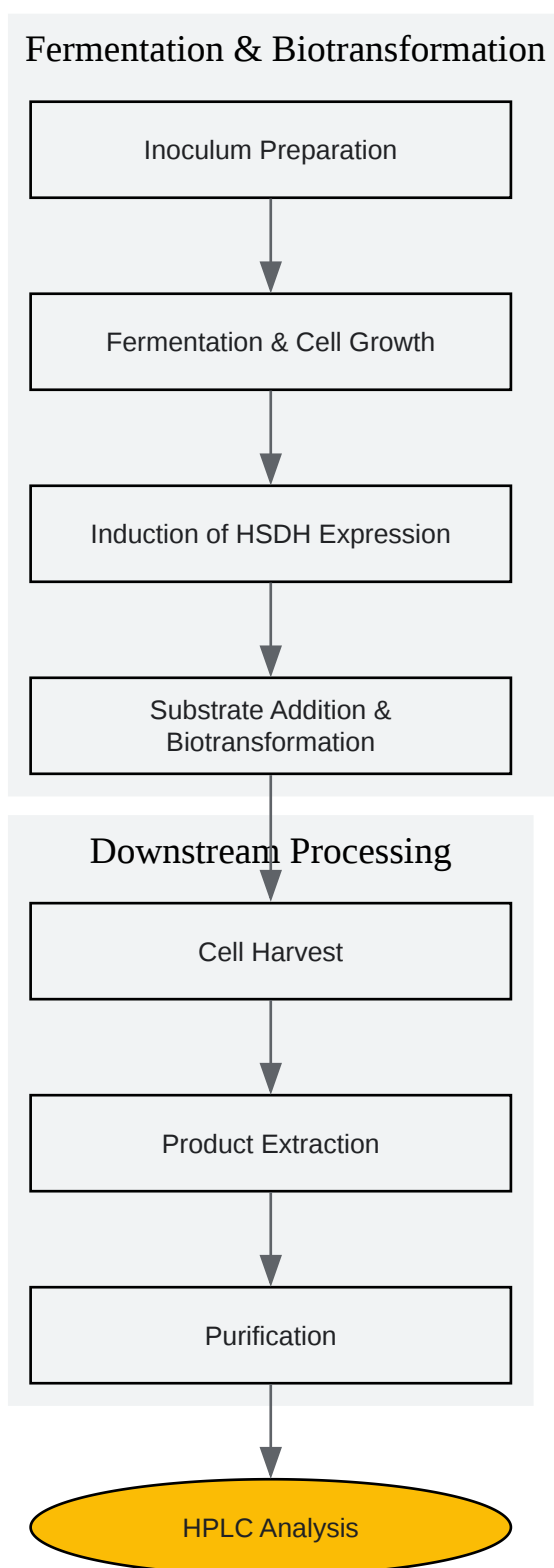 Fermentation & Biotransformation
Inoculum Preparation
Fermentation & Cell Growth
Induction of HSDH Expression
Substrate Addition &
Biotransformation
Downstream Processing
Cell Harvest
Product Extraction
Purification
HPLC Analysis